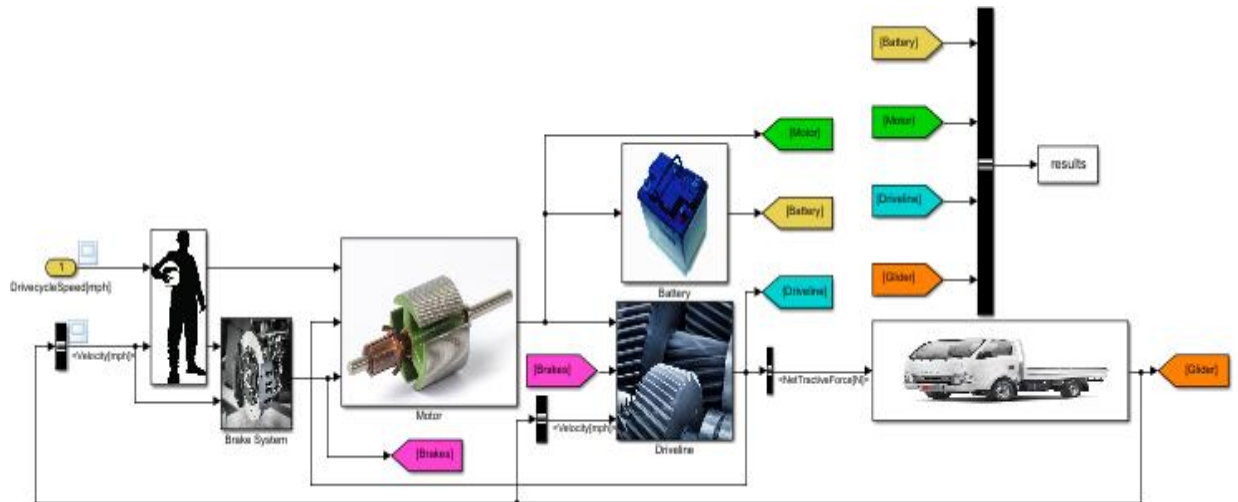 [Battery]
[Motor]
[Motor]
results
[Battery]
[Driveline]
1
DrivecycleSpeed[mph]
Battery
[Driveline]
[Glider]
<Velocity[mph]>
[Brakes]
<NetTractiveForce[N]>
[Glider]
Motor
<Velocity[mph]>
Brake System
Driveline
[Brakes]